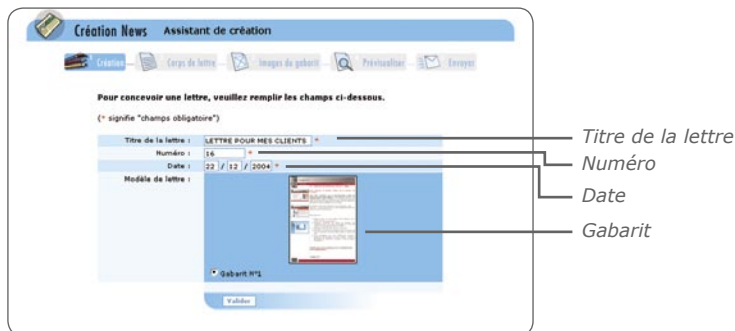 Création News Assistant de création
Création Corps de lettre Images du gabarit Prévisualiser Envoyer
Pour concevoir une lettre, veuillez remplir les champs ci-dessous.
(* signifie "champs obligatoire")
Titre de la lettre : LETTRE POUR MES CLIENTS *
Numéro : 16 *
Date : 22 / 12 / 2004 *
Modèle de lettre :
Gabarit N°1
Valider
Titre de la lettre
Numéro
Date
Gabarit